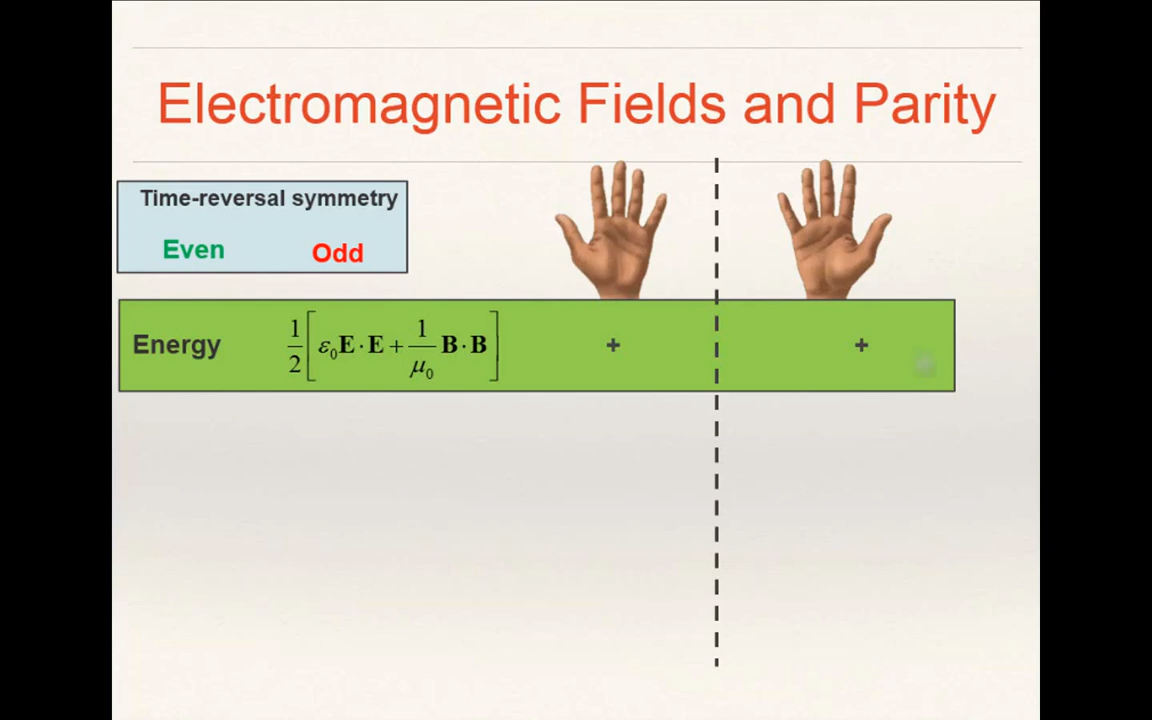 Electromagnetic Fields and Parity
Time-reversal symmetry
Even Odd
Energy 1/2[ε₀E·E + 1/μ₀ B·B] + +